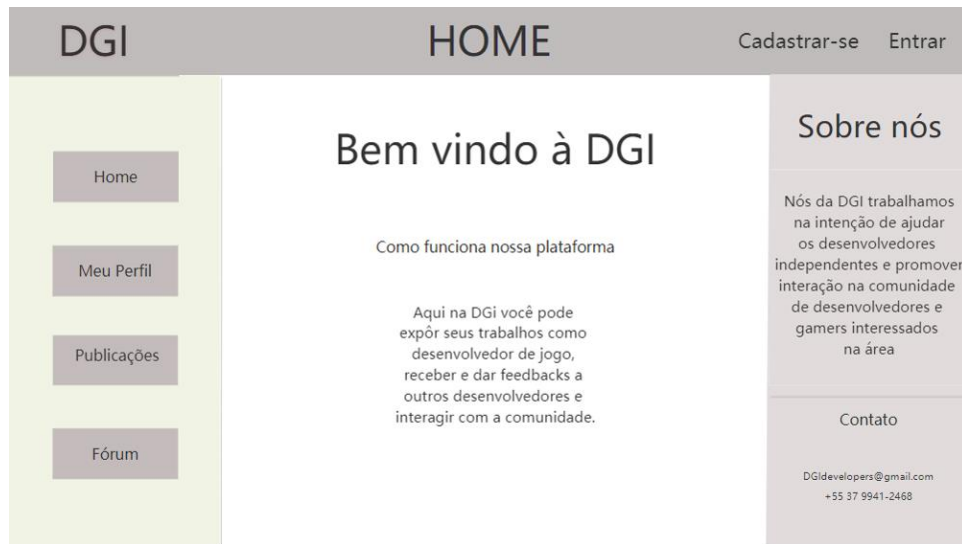 DGI
HOME
Cadastrar-se
Entrar
Home
Meu Perfil
Publicações
Fórum
Bem vindo à DGI
Como funciona nossa plataforma
Aqui na DGi você pode
expôr seus trabalhos como
desenvolvedor de jogo,
receber e dar feedbacks a
outros desenvolvedores e
interagir com a comunidade.
Sobre nós
Nós da DGI trabalhamos
na intenção de ajudar
os desenvolvedores
independentes e promover
interação na comunidade
de desenvolvedores e
gamers interessados
na área
Contato
DGIdevelopers@gmail.com
+55 37 9941-2468